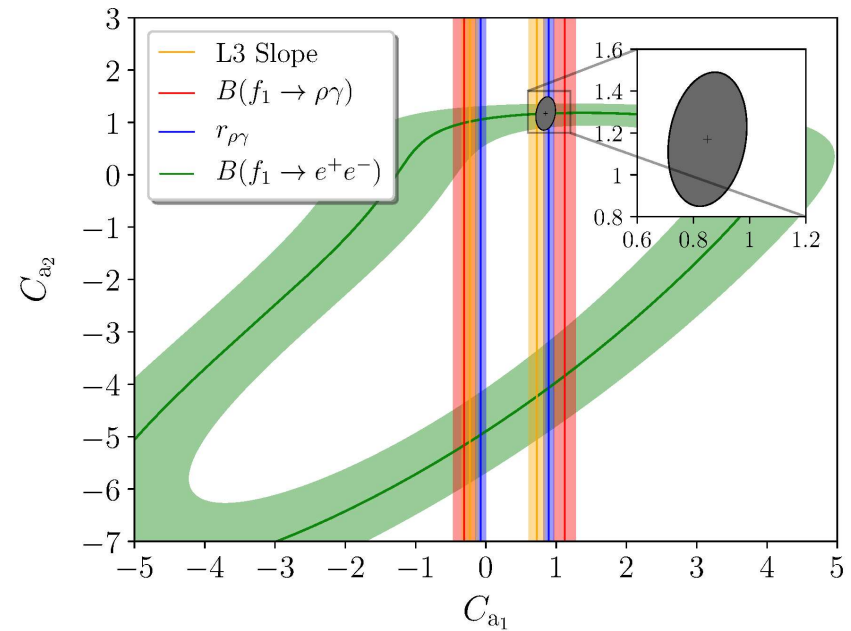 3
2
1
0
−1
−2
−3
−4
−5
−6
−7
C_{a_2}
L3 Slope
B(f_1 → ργ)
r_{ργ}
B(f_1 → e^+e^-)
1.6
1.4
1.2
1
0.8
0.6 0.8 1 1.2
−5 −4 −3 −2 −1 0 1 2 3 4 5
C_{a_1}